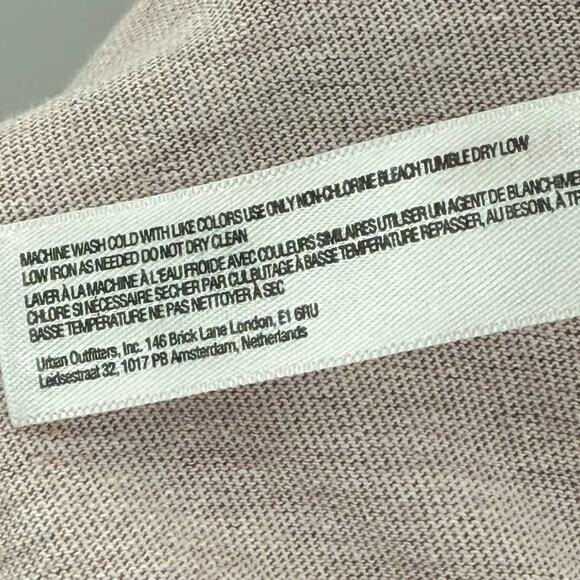 MACHINE WASH COLD WITH LIKE COLORS USE ONLY NON-CHLORINE BLEACH TUMBLE DRY LOW
LOW IRON AS NEEDED DO NOT DRY CLEAN
LAVER À LA MACHINE À L'EAU FROIDE AVEC COULEURS SIMILAIRES UTILISER UN AGENT DE
CHLORE SI NÉCESSAIRE SECHER PAR CULBUTAGE À BASSE TEMPÉRATURE REPASSER, AU BESOIN, À
BASSE TEMPÉRATURE NE PAS NETTOYER À SEC
Urban Outfitters, Inc. 146 Brick Lane London, E1 6RU
Leidsestraat 32, 1017 PB Amsterdam, Netherlands